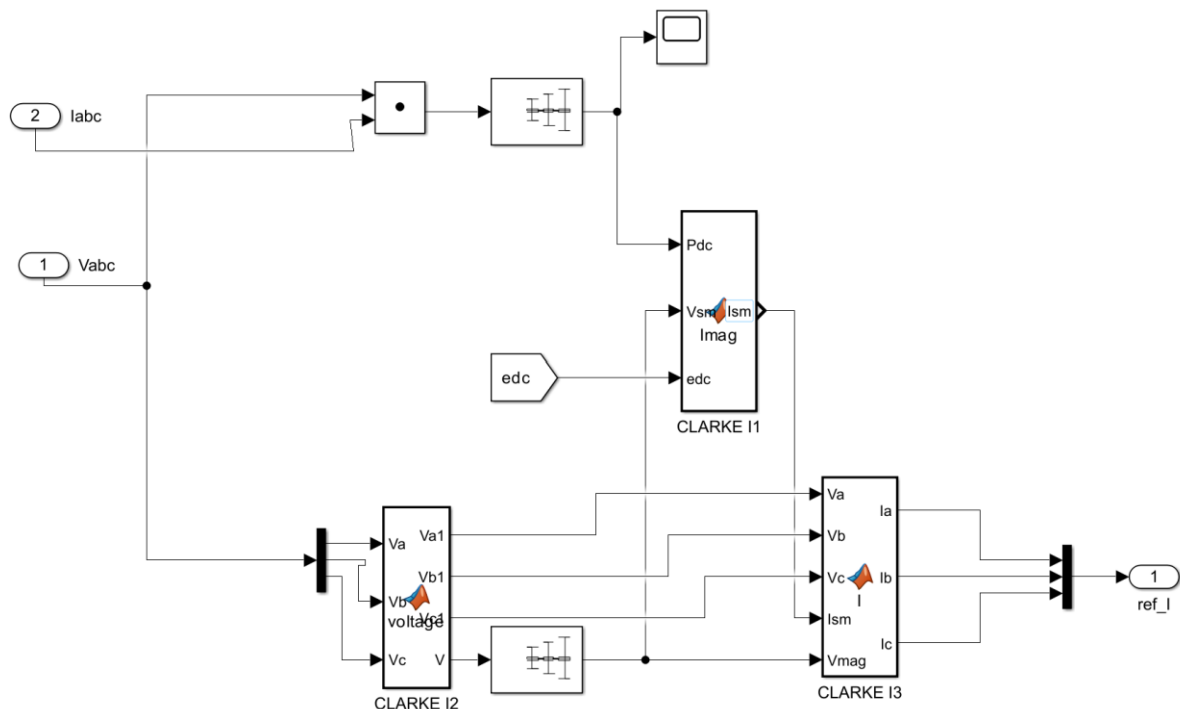 2
Iabc
1
Vabc
Pdc
Vsm
Ism
Imag
edc
edc
CLARKE I1
Va
Va1
Vb
Vb1
voltage
Vc1
Vc
V
CLARKE I2
Va
Ia
Vb
Vc
Ib
I
Ism
Ic
Vmag
CLARKE I3
1
ref_I